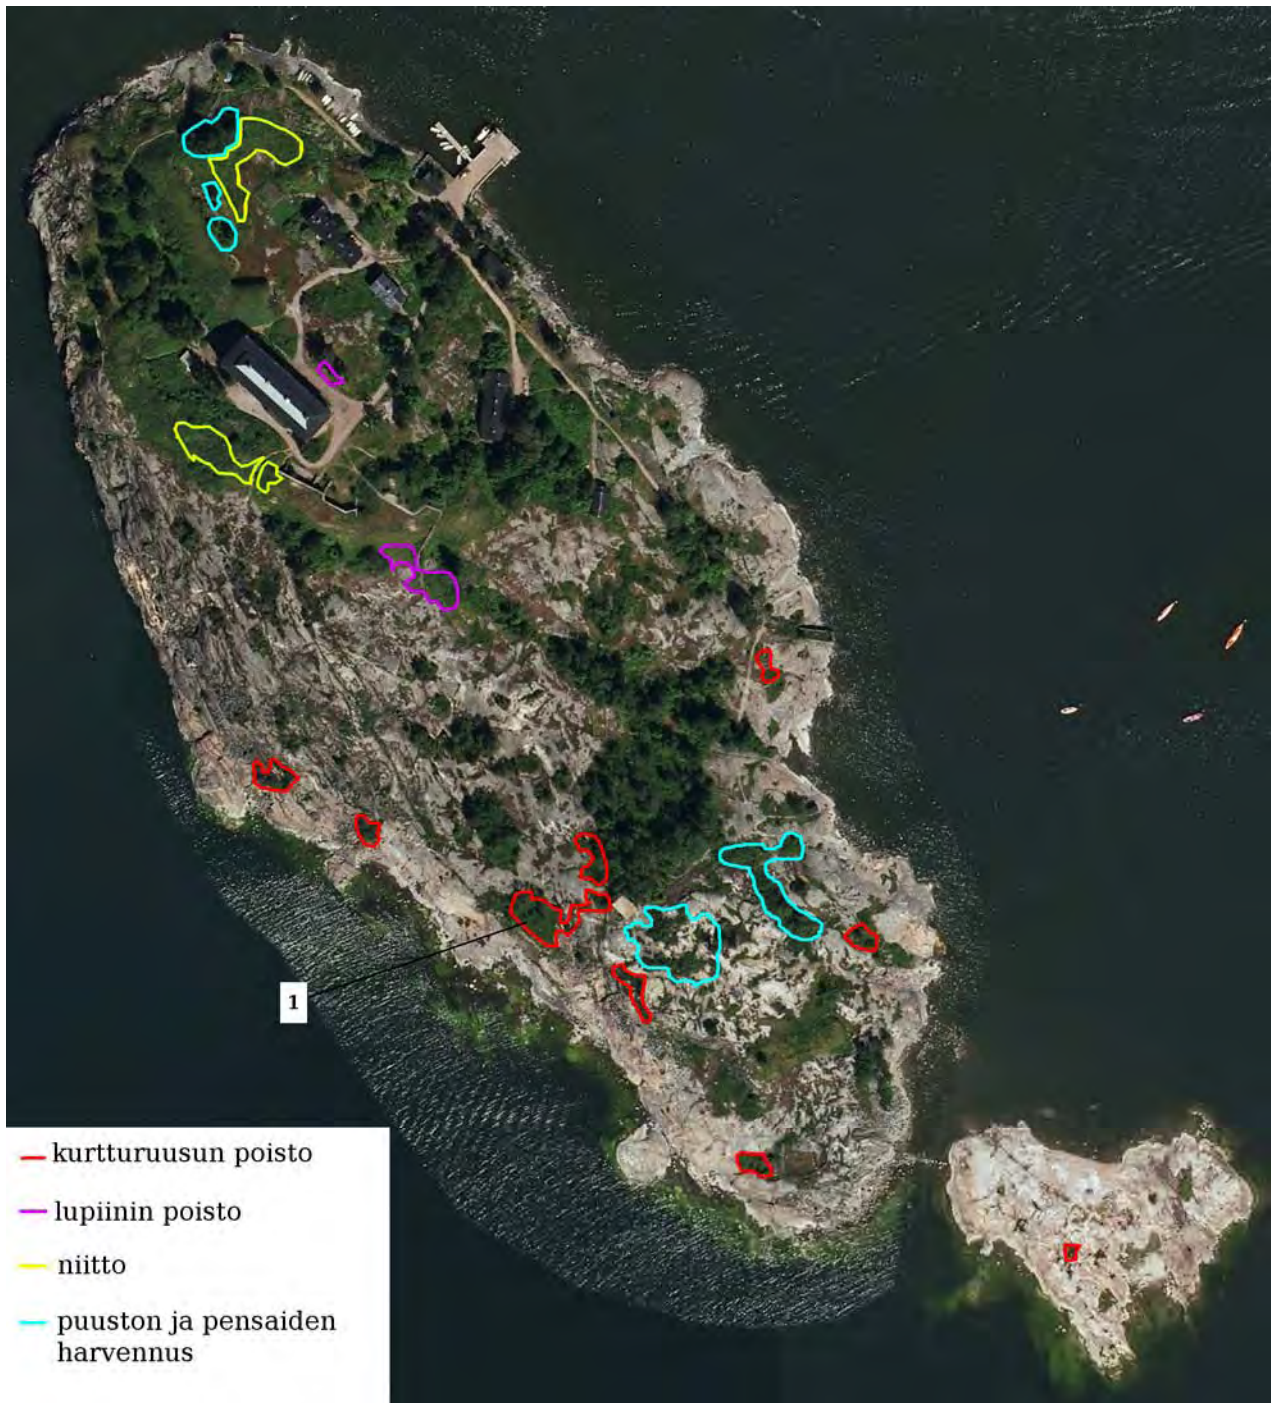 1
kurtturuusun poisto
lupiinin poisto
niitto
puuston ja pensaiden
harvennus